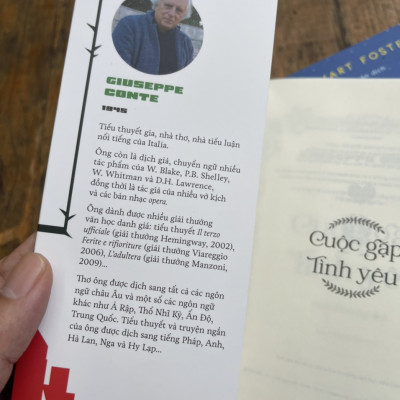 GIUSEPPE
CONTE
1945
Tiểu thuyết gia, nhà thơ, nhà tiểu luận
nổi tiếng của Italia.
Ông còn là dịch giả, chuyển ngữ nhiều
tác phẩm của W. Blake, P.B. Shelley,
W. Whitman và D.H. Lawrence,
đồng thời là tác giả của nhiều vở kịch
và các bản nhạc opera.
Ông dành được nhiều giải thưởng
văn học danh giá: tiểu thuyết Il terzo
ufficiale (giải thưởng Hemingway, 2002),
Ferite e rifioriture (giải thưởng Viareggio
2006), L'adultera (giải thưởng Manzoni,
2009)...
Thơ ông được dịch sang tất cả các ngôn
ngữ châu Âu và một số các ngôn ngữ
khác như Ả Rập, Thổ Nhĩ Kỳ, Ấn Độ,
Trung Quốc. Tiểu thuyết và truyện ngắn
của ông được dịch sang tiếng Pháp, Anh,
Hà Lan, Nga và Hy Lạp...
ART FOSTE
Cuộc gặp
Tình yêu